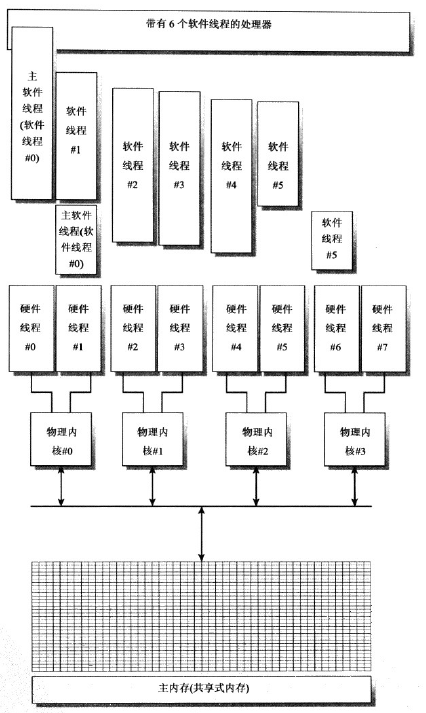 带有6个软件线程的处理器
主
软件
线程
(软件
线程
#0)
软件
线程
#1
软件
线程
#2
软件
线程
#3
软件
线程
#4
软件
线程
#5
主软件
线程(软
件线程
#0)
软件
线程
#5
硬件
线程
#0
硬件
线程
#1
硬件
线程
#2
硬件
线程
#3
硬件
线程
#4
硬件
线程
#5
硬件
线程
#6
硬件
线程
#7
物理内
核#0
物理内
核#1
物理内
核#2
物理内
核#3
主内存(共享式内存)